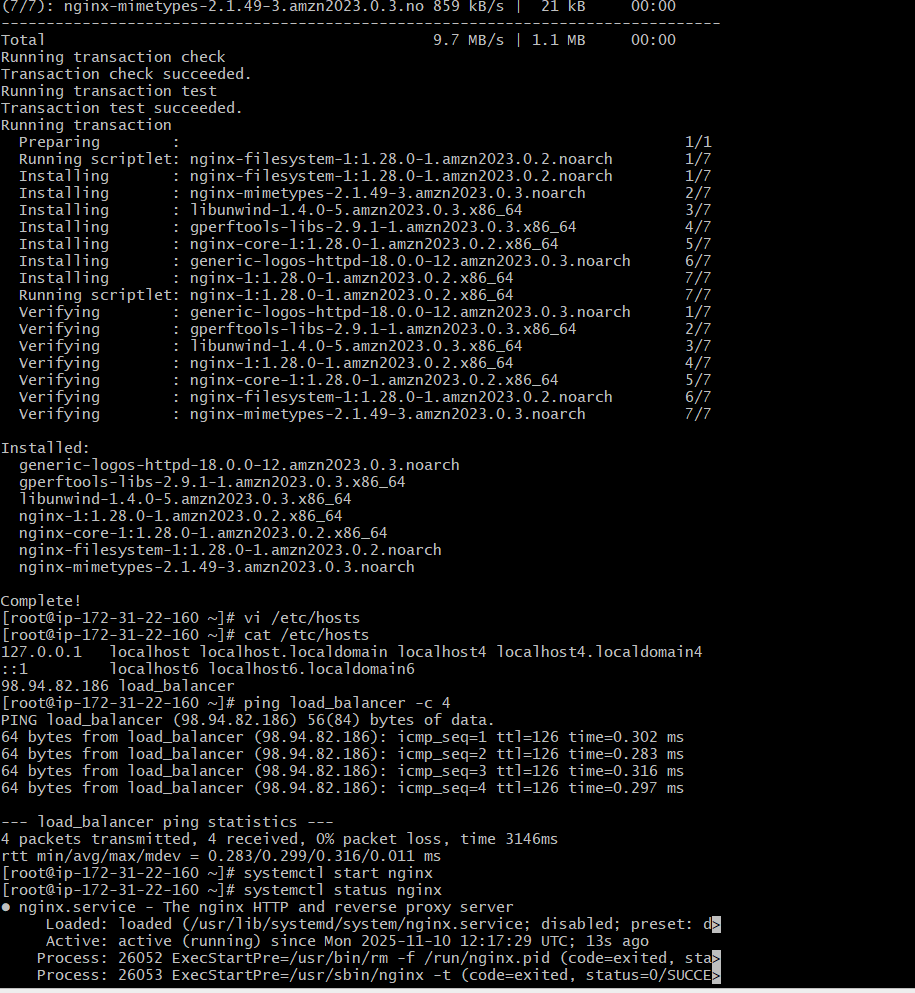 (7/7): nginx-mimetypes-2.1.49-3.amzn2023.0.3.no 859 kB/s |  21 kB     00:00
--------------------------------------------------------------------------------
Total                                           9.7 MB/s | 1.1 MB     00:00
Running transaction check
Transaction check succeeded.
Running transaction test
Transaction test succeeded.
Running transaction
  Preparing        :                                                        1/1
  Running scriptlet: nginx-filesystem-1:1.28.0-1.amzn2023.0.2.noarch        1/7
  Installing       : nginx-filesystem-1:1.28.0-1.amzn2023.0.2.noarch        1/7
  Installing       : nginx-mimetypes-2.1.49-3.amzn2023.0.3.noarch           2/7
  Installing       : libunwind-1.4.0-5.amzn2023.0.3.x86_64                  3/7
  Installing       : gperftools-libs-2.9.1-1.amzn2023.0.3.x86_64            4/7
  Installing       : nginx-core-1:1.28.0-1.amzn2023.0.2.x86_64              5/7
  Installing       : generic-logos-httpd-18.0.0-12.amzn2023.0.3.noarch      6/7
  Installing       : nginx-1:1.28.0-1.amzn2023.0.2.x86_64                   7/7
  Running scriptlet: nginx-1:1.28.0-1.amzn2023.0.2.x86_64                   7/7
  Verifying        : generic-logos-httpd-18.0.0-12.amzn2023.0.3.noarch      1/7
  Verifying        : gperftools-libs-2.9.1-1.amzn2023.0.3.x86_64            2/7
  Verifying        : libunwind-1.4.0-5.amzn2023.0.3.x86_64                  3/7
  Verifying        : nginx-1:1.28.0-1.amzn2023.0.2.x86_64                   4/7
  Verifying        : nginx-core-1:1.28.0-1.amzn2023.0.2.x86_64              5/7
  Verifying        : nginx-filesystem-1:1.28.0-1.amzn2023.0.2.noarch        6/7
  Verifying        : nginx-mimetypes-2.1.49-3.amzn2023.0.3.noarch           7/7

Installed:
  generic-logos-httpd-18.0.0-12.amzn2023.0.3.noarch
  gperftools-libs-2.9.1-1.amzn2023.0.3.x86_64
  libunwind-1.4.0-5.amzn2023.0.3.x86_64
  nginx-1:1.28.0-1.amzn2023.0.2.x86_64
  nginx-core-1:1.28.0-1.amzn2023.0.2.x86_64
  nginx-filesystem-1:1.28.0-1.amzn2023.0.2.noarch
  nginx-mimetypes-2.1.49-3.amzn2023.0.3.noarch

Complete!
[root@ip-172-31-22-160 ~]# vi /etc/hosts
[root@ip-172-31-22-160 ~]# cat /etc/hosts
127.0.0.1   localhost localhost.localdomain localhost4 localhost4.localdomain4
::1         localhost6 localhost6.localdomain6
98.94.82.186 load_balancer
[root@ip-172-31-22-160 ~]# ping load_balancer -c 4
PING load_balancer (98.94.82.186) 56(84) bytes of data.
64 bytes from load_balancer (98.94.82.186): icmp_seq=1 ttl=126 time=0.302 ms
64 bytes from load_balancer (98.94.82.186): icmp_seq=2 ttl=126 time=0.283 ms
64 bytes from load_balancer (98.94.82.186): icmp_seq=3 ttl=126 time=0.316 ms
64 bytes from load_balancer (98.94.82.186): icmp_seq=4 ttl=126 time=0.297 ms

--- load_balancer ping statistics ---
4 packets transmitted, 4 received, 0% packet loss, time 3146ms
rtt min/avg/max/mdev = 0.283/0.299/0.316/0.011 ms
[root@ip-172-31-22-160 ~]# systemctl start nginx
[root@ip-172-31-22-160 ~]# systemctl status nginx
● nginx.service - The nginx HTTP and reverse proxy server
     Loaded: loaded (/usr/lib/systemd/system/nginx.service; disabled; preset: d>
     Active: active (running) since Mon 2025-11-10 12:17:29 UTC; 13s ago
    Process: 26052 ExecStartPre=/usr/bin/rm -f /run/nginx.pid (code=exited, sta>
    Process: 26053 ExecStartPre=/usr/sbin/nginx -t (code=exited, status=0/SUCCE>